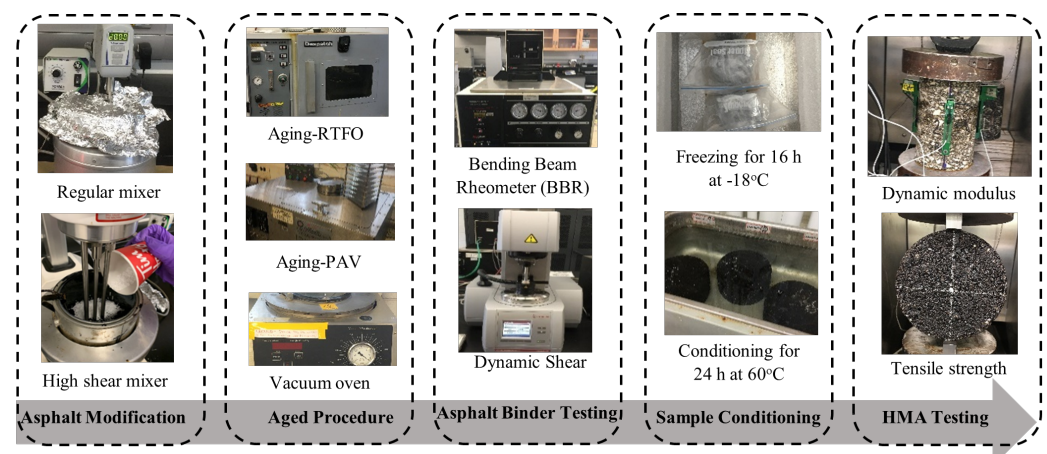 Regular mixer
High shear mixer
Asphalt Modification
Aging-RTFO
Aging-PAV
Vacuum oven
Aged Procedure
Bending Beam
Rheometer (BBR)
Dynamic Shear
Asphalt Binder Testing
Freezing for 16 h
at -18°C
Conditioning for
24 h at 60°C
Sample Conditioning
Dynamic modulus
Tensile strength
HMA Testing